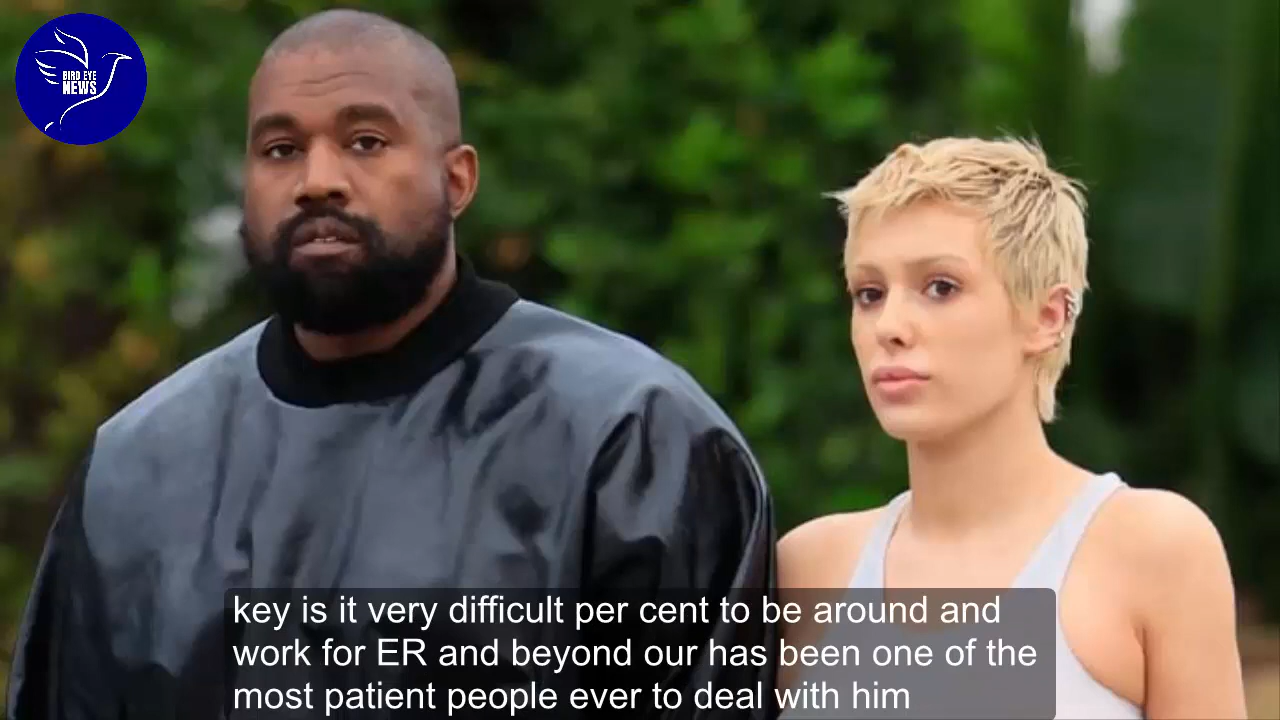 BIRD EYE
NEWS
key is it very difficult per cent to be around and
work for ER and beyond our has been one of the
most patient people ever to deal with him